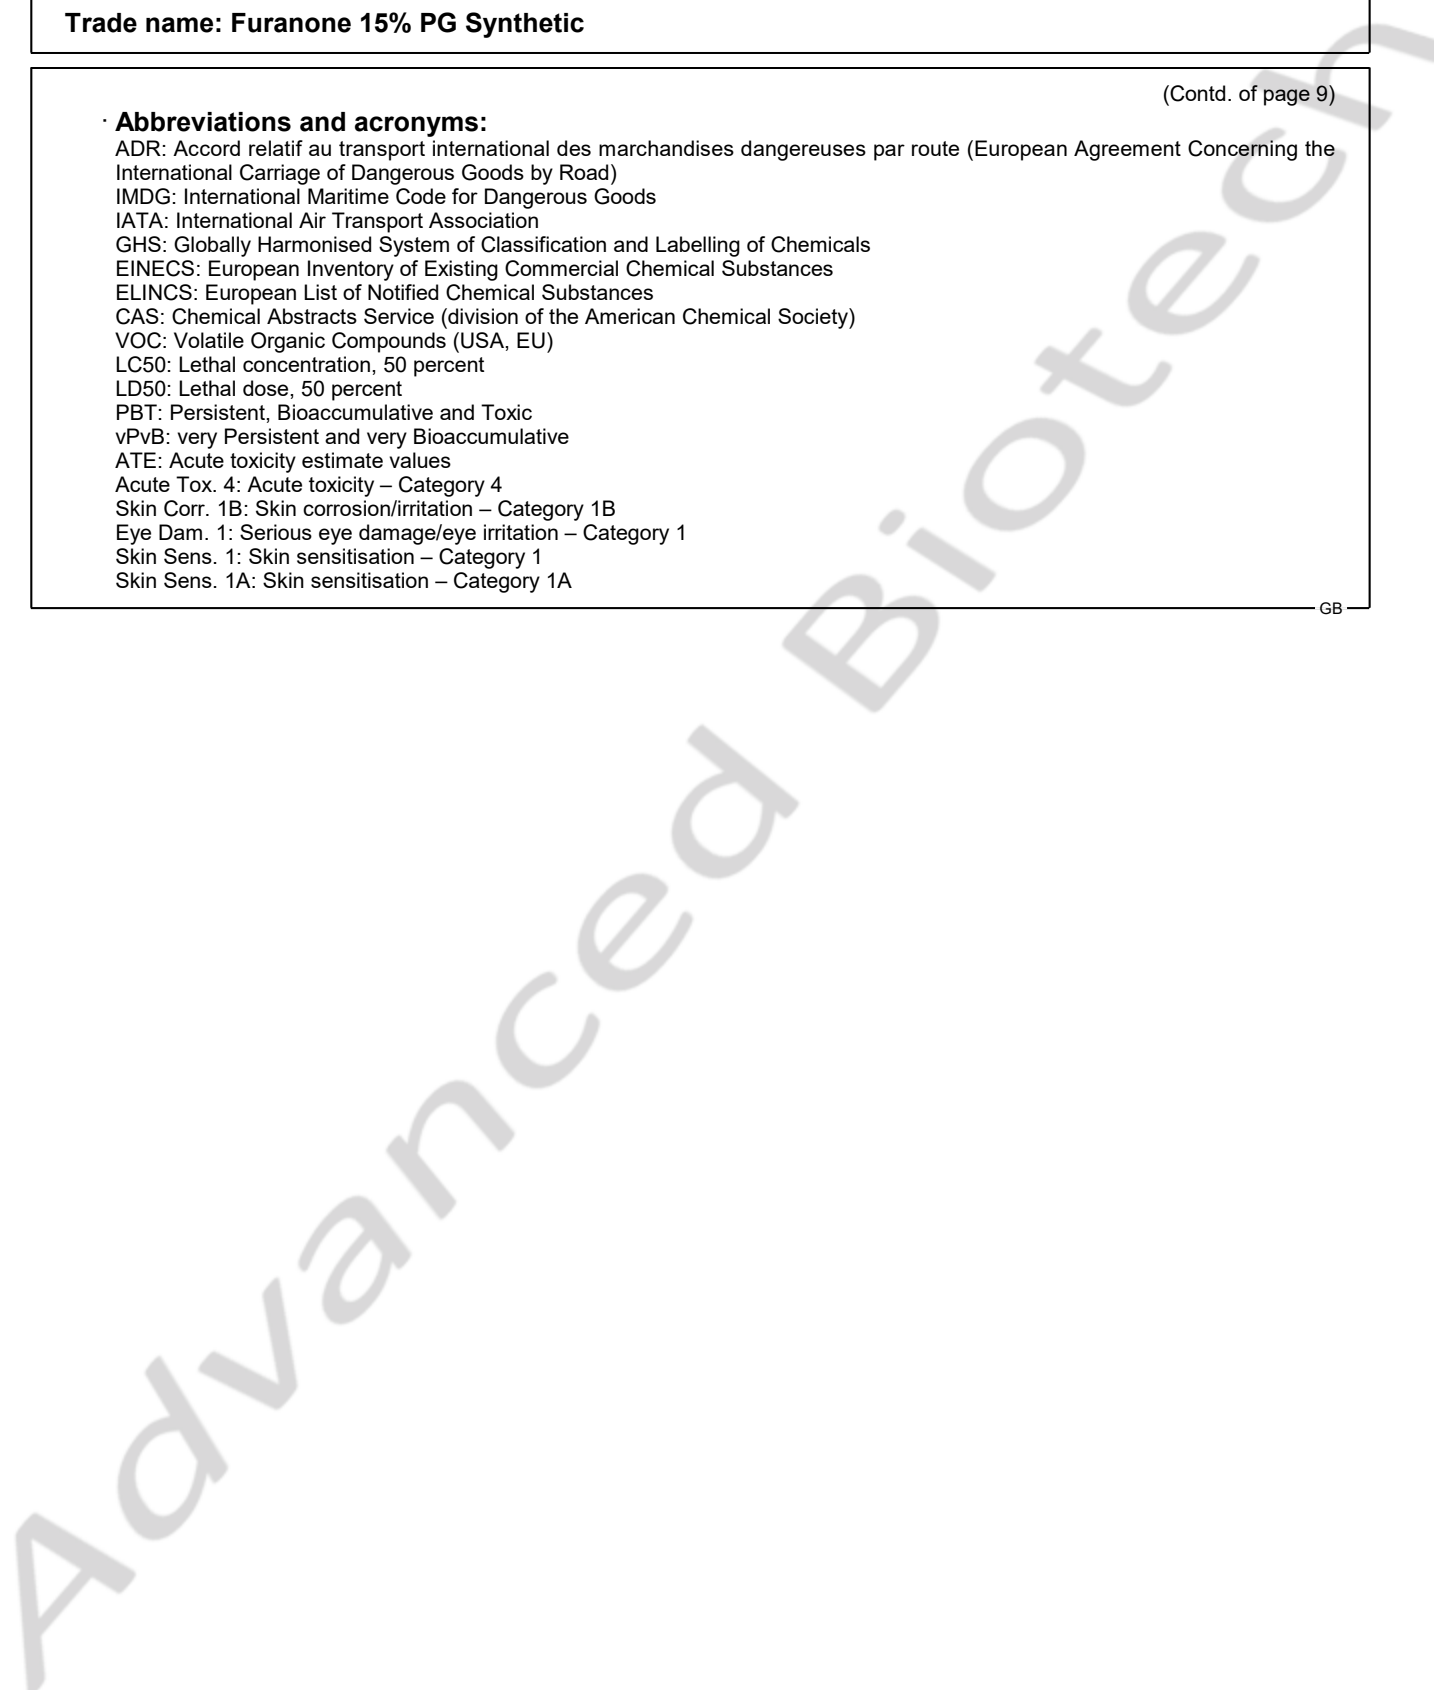 Trade name: Furanone 15% PG Synthetic
(Contd. of page 9)
· Abbreviations and acronyms:
ADR: Accord relatif au transport international des marchandises dangereuses par route (European Agreement Concerning the
International Carriage of Dangerous Goods by Road)
IMDG: International Maritime Code for Dangerous Goods
IATA: International Air Transport Association
GHS: Globally Harmonised System of Classification and Labelling of Chemicals
EINECS: European Inventory of Existing Commercial Chemical Substances
ELINCS: European List of Notified Chemical Substances
CAS: Chemical Abstracts Service (division of the American Chemical Society)
VOC: Volatile Organic Compounds (USA, EU)
LC50: Lethal concentration, 50 percent
LD50: Lethal dose, 50 percent
PBT: Persistent, Bioaccumulative and Toxic
vPvB: very Persistent and very Bioaccumulative
ATE: Acute toxicity estimate values
Acute Tox. 4: Acute toxicity – Category 4
Skin Corr. 1B: Skin corrosion/irritation – Category 1B
Eye Dam. 1: Serious eye damage/eye irritation – Category 1
Skin Sens. 1: Skin sensitisation – Category 1
Skin Sens. 1A: Skin sensitisation – Category 1A
GB
Advanced Biotech